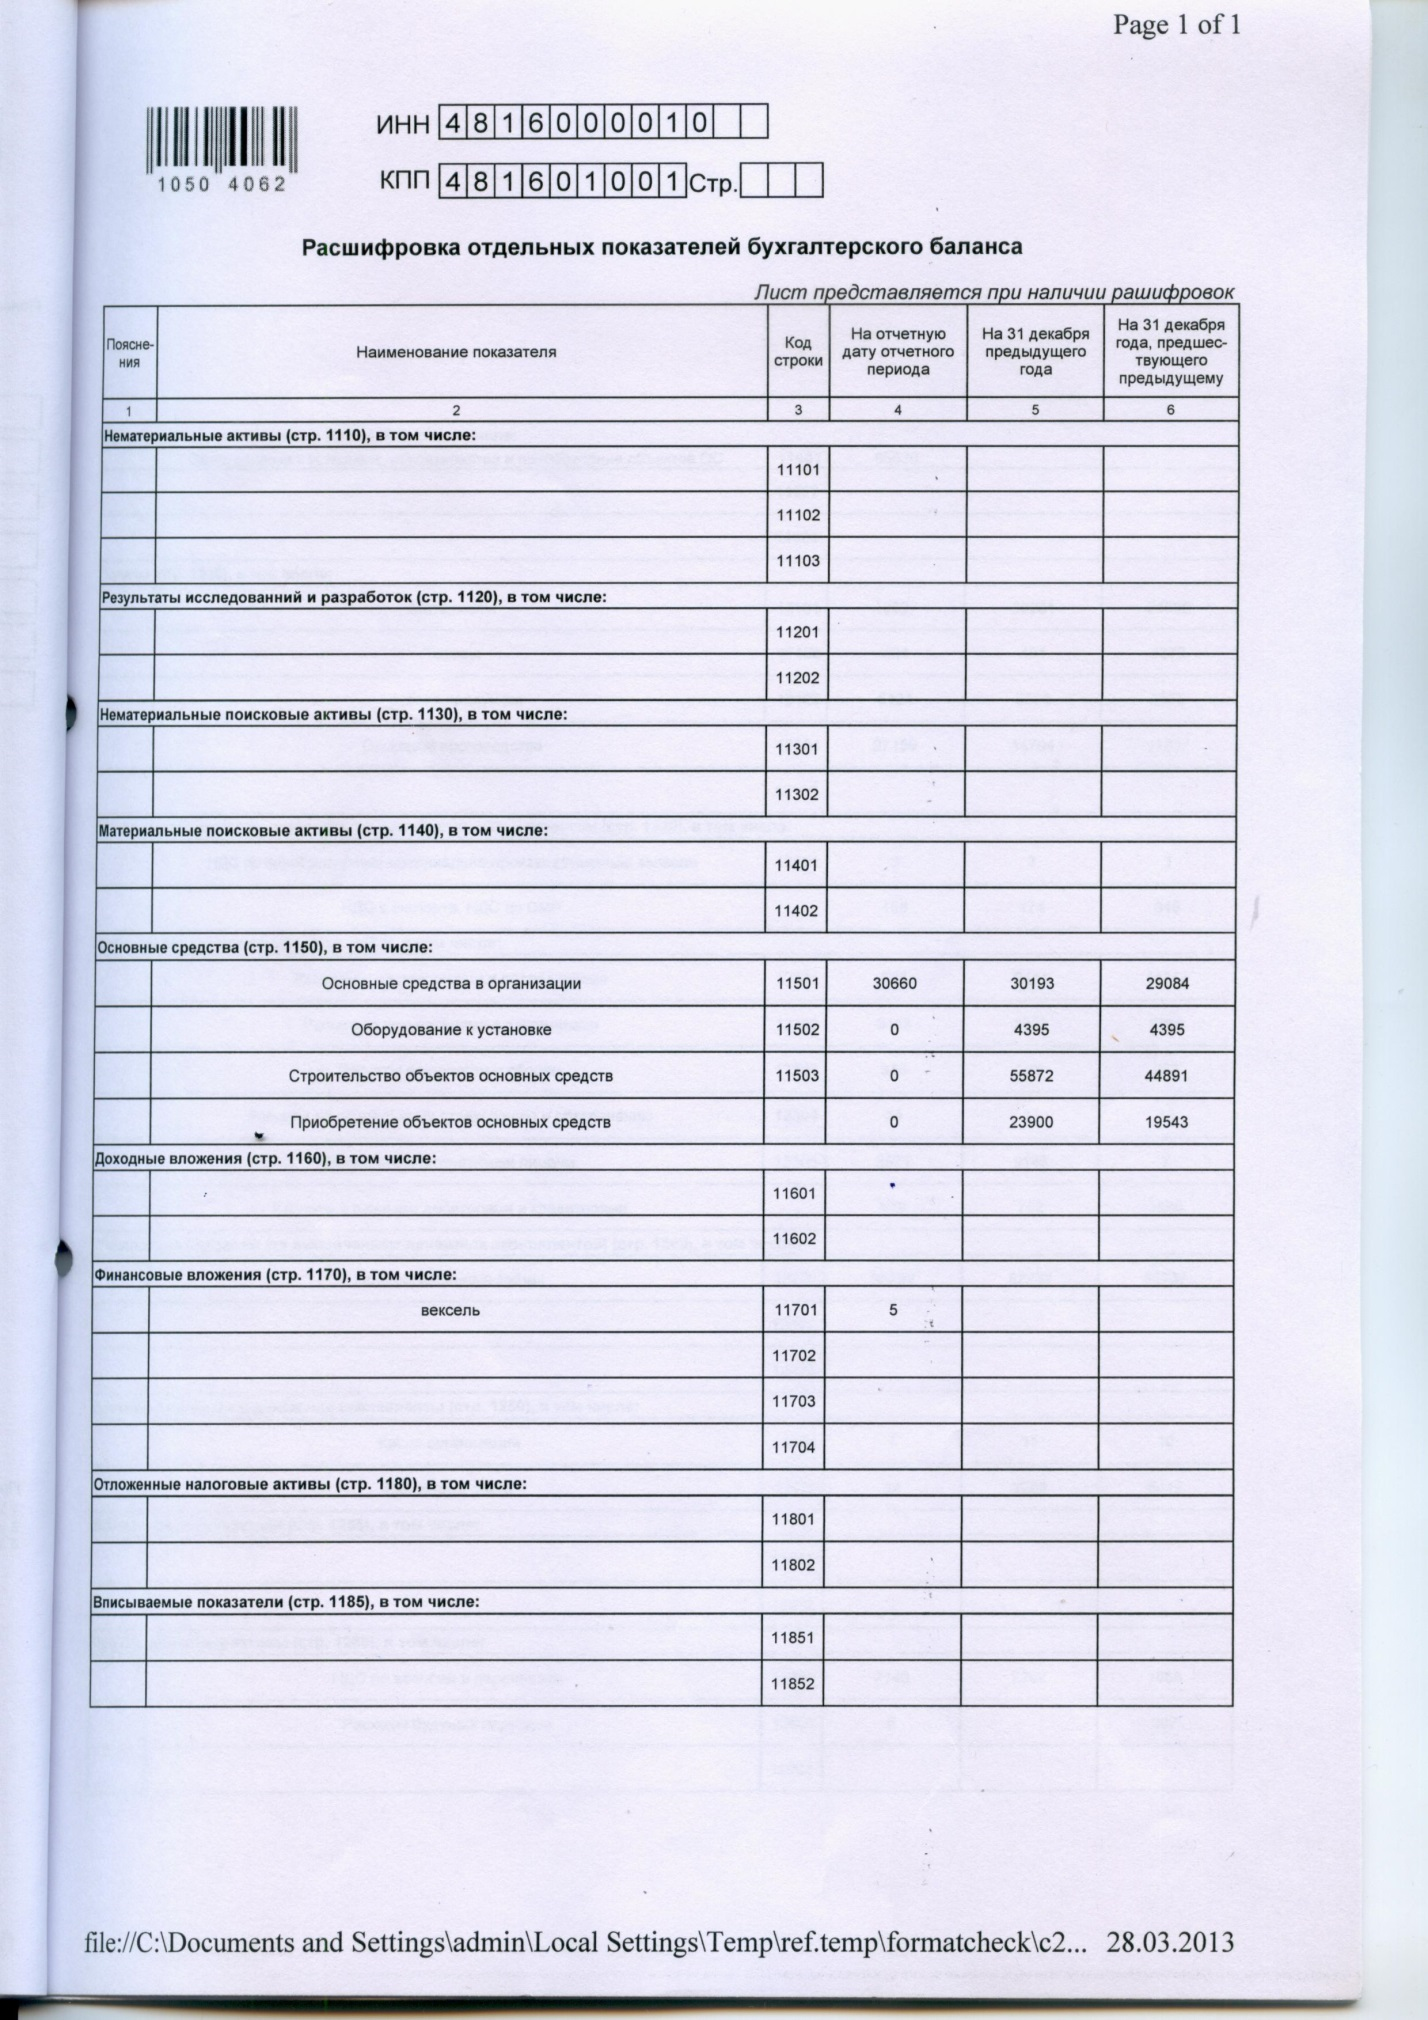 Page 1 of 1
ИНН 4816000010
1050 4062
КПП 481601001 Стр.
Расшифровка отдельных показателей бухгалтерского баланса
Лист представляется при наличии рашифровок
Поясне-
ния
Наименование показателя
Код
строки
На отчетную
дату отчетного
периода
На 31 декабря
предыдущего
года
На 31 декабря
года, предшес-
твующего
предыдущему
1 2 3 4 5 6
Нематериальные активы (стр. 1110), в том числе:
11101
11102
11103
Результаты исследованний и разработок (стр. 1120), в том числе:
11201
11202
Нематериальные поисковые активы (стр. 1130), в том числе:
11301
11302
Материальные поисковые активы (стр. 1140), в том числе:
11401
11402
Основные средства (стр. 1150), в том числе:
Основные средства в организации 11501 30660 30193 29084
Оборудование к установке 11502 0 4395 4395
Строительство объектов основных средств 11503 0 55872 44891
Приобретение объектов основных средств 0 23900 19543
Доходные вложения (стр. 1160), в том числе:
11601
11602
Финансовые вложения (стр. 1170), в том числе:
вексель 11701 5
11702
11703
11704
Отложенные налоговые активы (стр. 1180), в том числе:
11801
11802
Вписываемые показатели (стр. 1185), в том числе:
11851
11852
file://C:\Documents and Settings\admin\Local Settings\Temp\ref.temp\formatcheck\c2... 28.03.2013